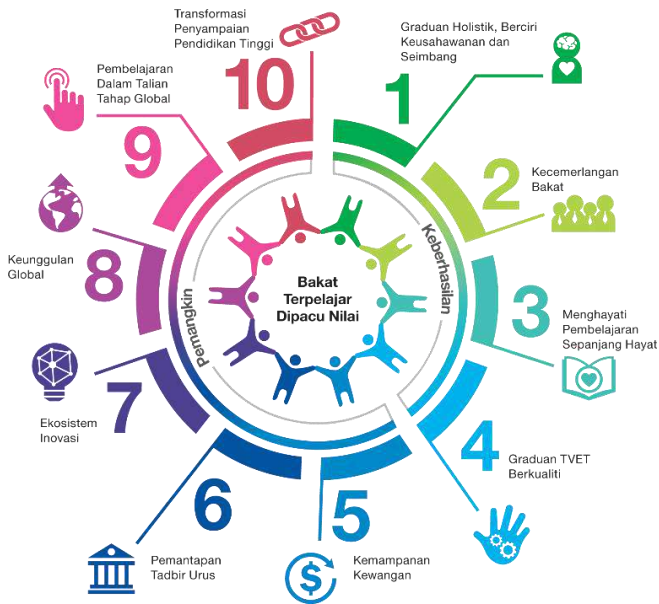 1
Graduan Holistik, Berciri
Keusahawanan dan
Seimbang
2
Kecemerlangan
Bakat
3
Menghayati
Pembelajaran
Sepanjang Hayat
4
Graduan TVET
Berkualiti
5
Kemampanan
Kewangan
6
Pemantapan
Tadbir Urus
7
Ekosistem
Inovasi
8
Keunggulan
Global
9
Pembelajaran
Dalam Talian
Tahap Global
10
Transformasi
Penyampaian
Pendidikan Tinggi
Keberhasilan
Pemangkin
Bakat
Terpelajar
Dipacu Nilai
$